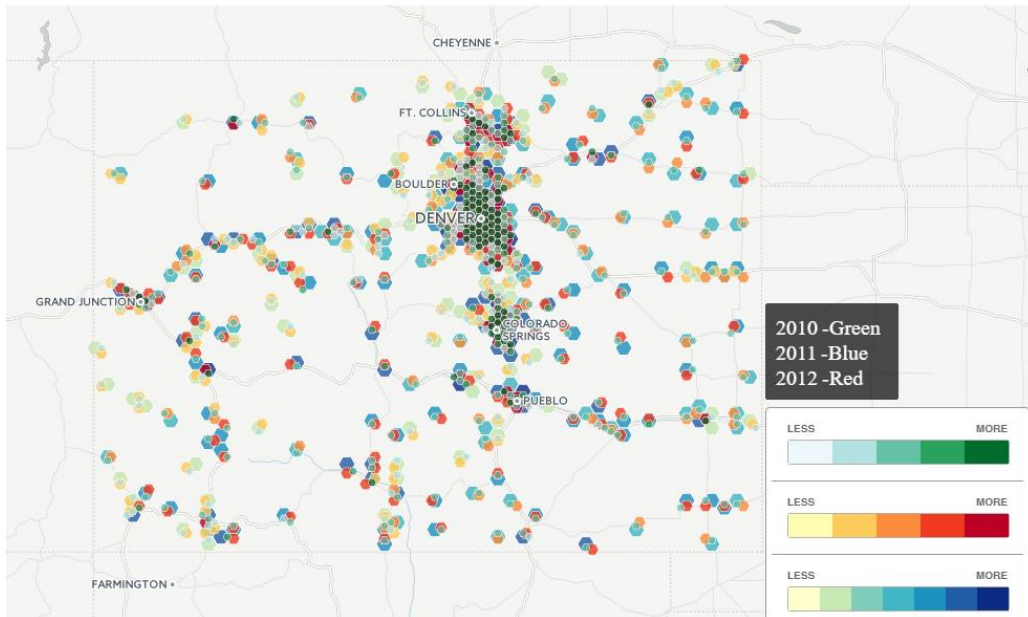 CHEYENNE
FT. COLLINS
BOULDER
DENVER
GRAND JUNCTION
COLORADO
SPRINGS
PUEBLO
FARMINGTON
2010 -Green
2011 -Blue
2012 -Red
LESS MORE
LESS MORE
LESS MORE